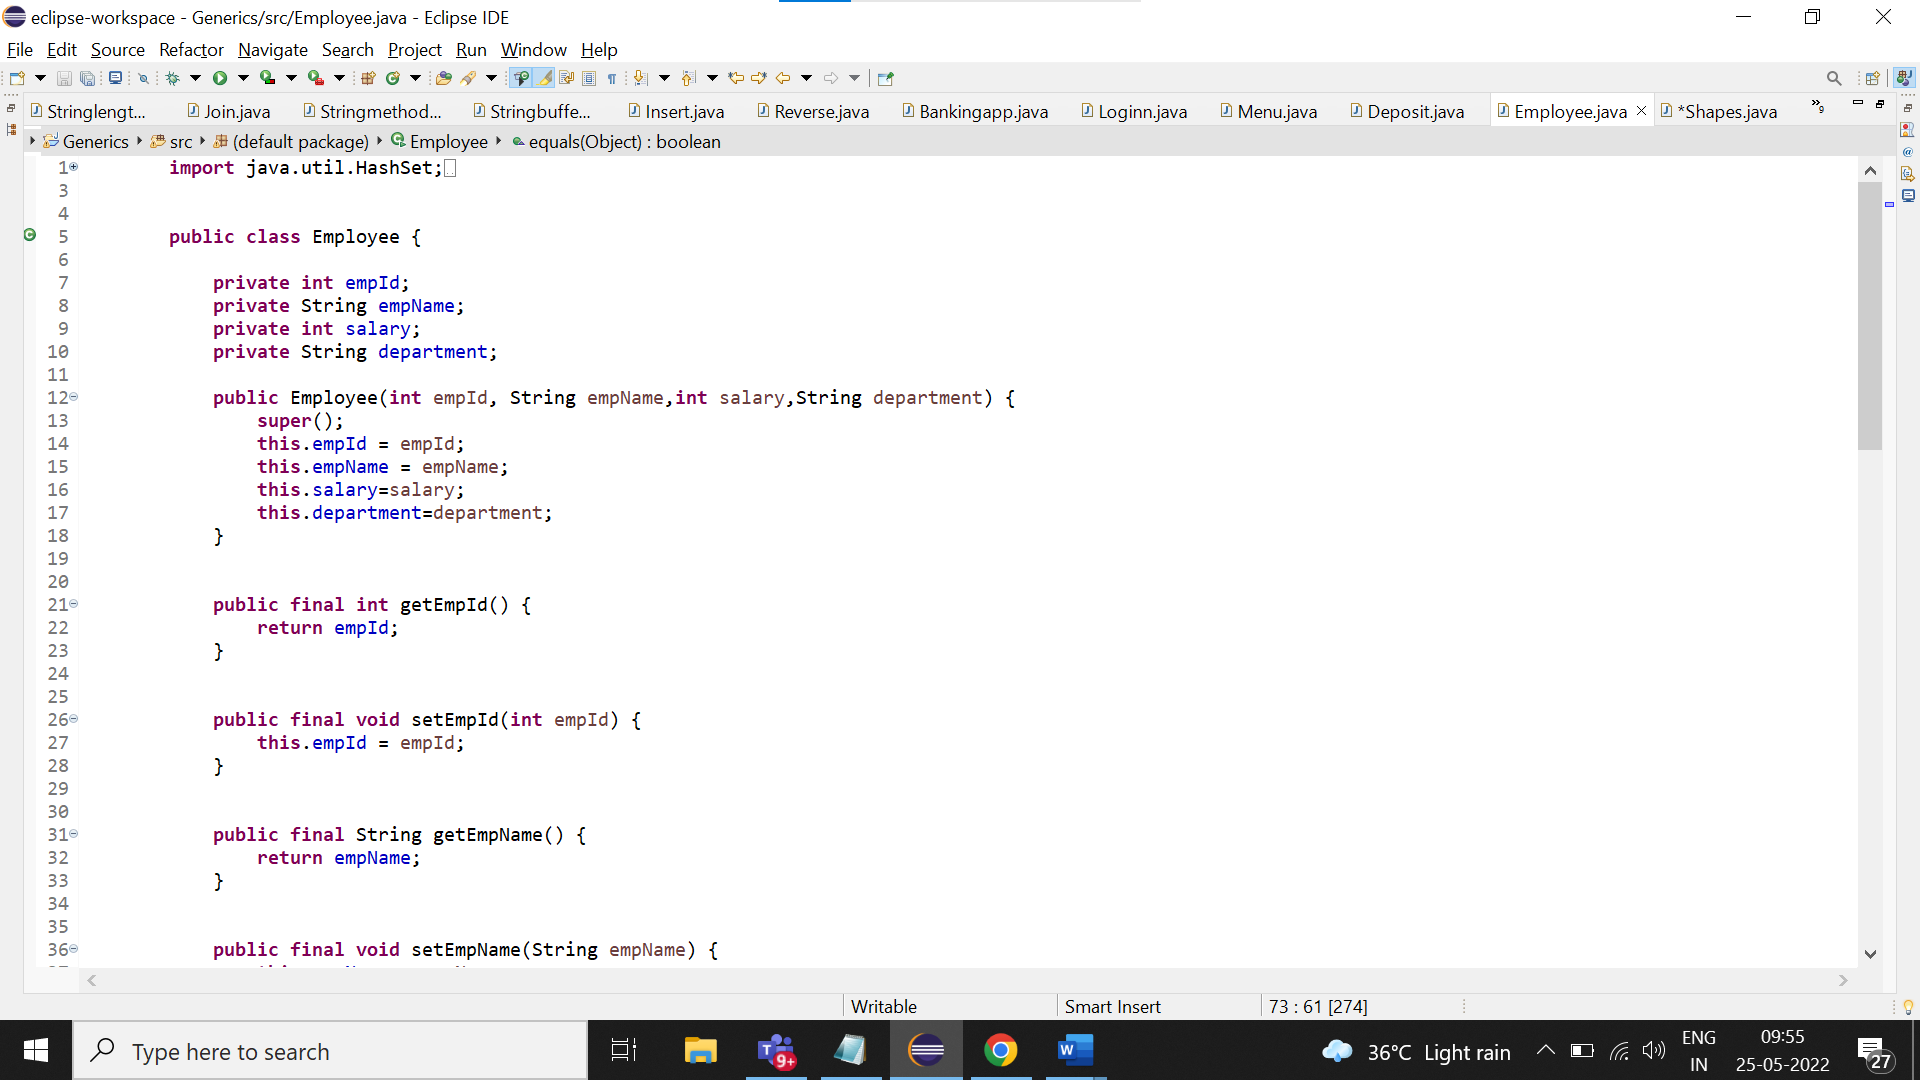 eclipse-workspace - Generics/src/Employee.java - Eclipse IDE
File Edit Source Refactor Navigate Search Project Run Window Help
Stringlengt... Join.java Stringmethod... Stringbuffe... Insert.java Reverse.java Bankingapp.java Loginn.java Menu.java Deposit.java Employee.java *Shapes.java 9
Generics src (default package) Employee equals(Object) : boolean
1 import java.util.HashSet;
3
4
5 public class Employee {
6
7 private int empId;
8 private String empName;
9 private int salary;
10 private String department;
11
12 public Employee(int empId, String empName,int salary,String department) {
13 super();
14 this.empId = empId;
15 this.empName = empName;
16 this.salary=salary;
17 this.department=department;
18 }
19
20
21 public final int getEmpId() {
22 return empId;
23 }
24
25
26 public final void setEmpId(int empId) {
27 this.empId = empId;
28 }
29
30
31 public final String getEmpName() {
32 return empName;
33 }
34
35
36 public final void setEmpName(String empName) {
Writable Smart Insert 73 : 61 [274]
Type here to search
9+
36°C Light rain
ENG
IN
09:55
25-05-2022
27